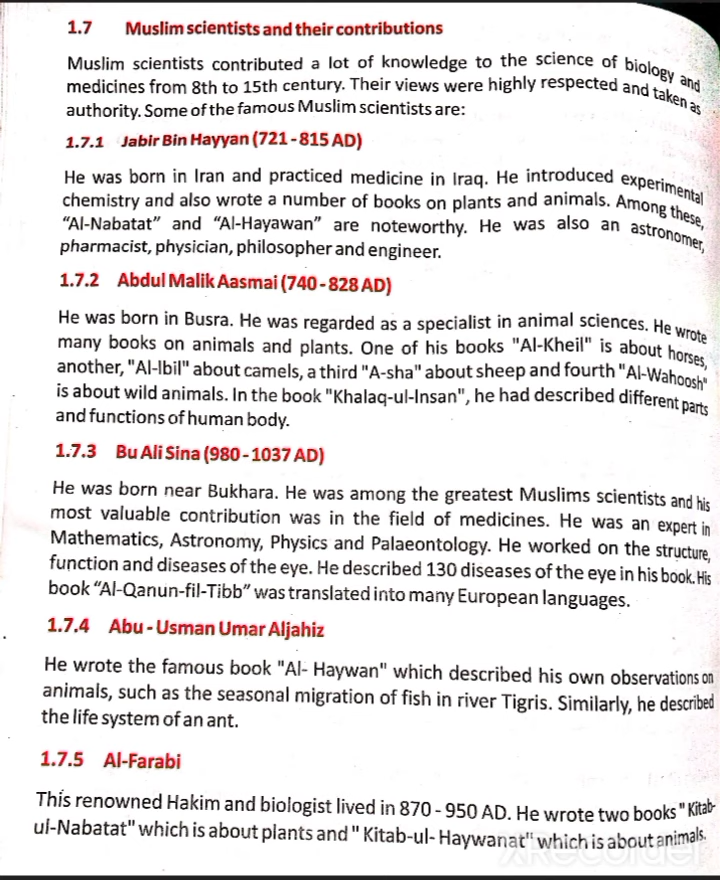 1.7 Muslim scientists and their contributions
Muslim scientists contributed a lot of knowledge to the science of biology and
medicines from 8th to 15th century. Their views were highly respected and taken as
authority. Some of the famous Muslim scientists are:
1.7.1 Jabir Bin Hayyan (721 - 815 AD)
He was born in Iran and practiced medicine in Iraq. He introduced experimental
chemistry and also wrote a number of books on plants and animals. Among these,
“Al-Nabatat” and “Al-Hayawan” are noteworthy. He was also an astronomer,
pharmacist, physician, philosopher and engineer.
1.7.2 Abdul Malik Aasmai (740 - 828 AD)
He was born in Busra. He was regarded as a specialist in animal sciences. He wrote
many books on animals and plants. One of his books "Al-Kheil" is about horses,
another, "Al-Ibil" about camels, a third "A-sha" about sheep and fourth "Al-Wahoosh"
is about wild animals. In the book "Khalaq-ul-Insan", he had described different parts
and functions of human body.
1.7.3 Bu Ali Sina (980 - 1037 AD)
He was born near Bukhara. He was among the greatest Muslims scientists and his
most valuable contribution was in the field of medicines. He was an expert in
Mathematics, Astronomy, Physics and Palaeontology. He worked on the structure,
function and diseases of the eye. He described 130 diseases of the eye in his book. His
book “Al-Qanun-fil-Tibb” was translated into many European languages.
1.7.4 Abu - Usman Umar Aljahiz
He wrote the famous book "Al- Haywan" which described his own observations on
animals, such as the seasonal migration of fish in river Tigris. Similarly, he described
the life system of an ant.
1.7.5 Al-Farabi
This renowned Hakim and biologist lived in 870 - 950 AD. He wrote two books " Kitab-
ul-Nabatat" which is about plants and " Kitab-ul- Haywanat" which is about animals.
XRecorder